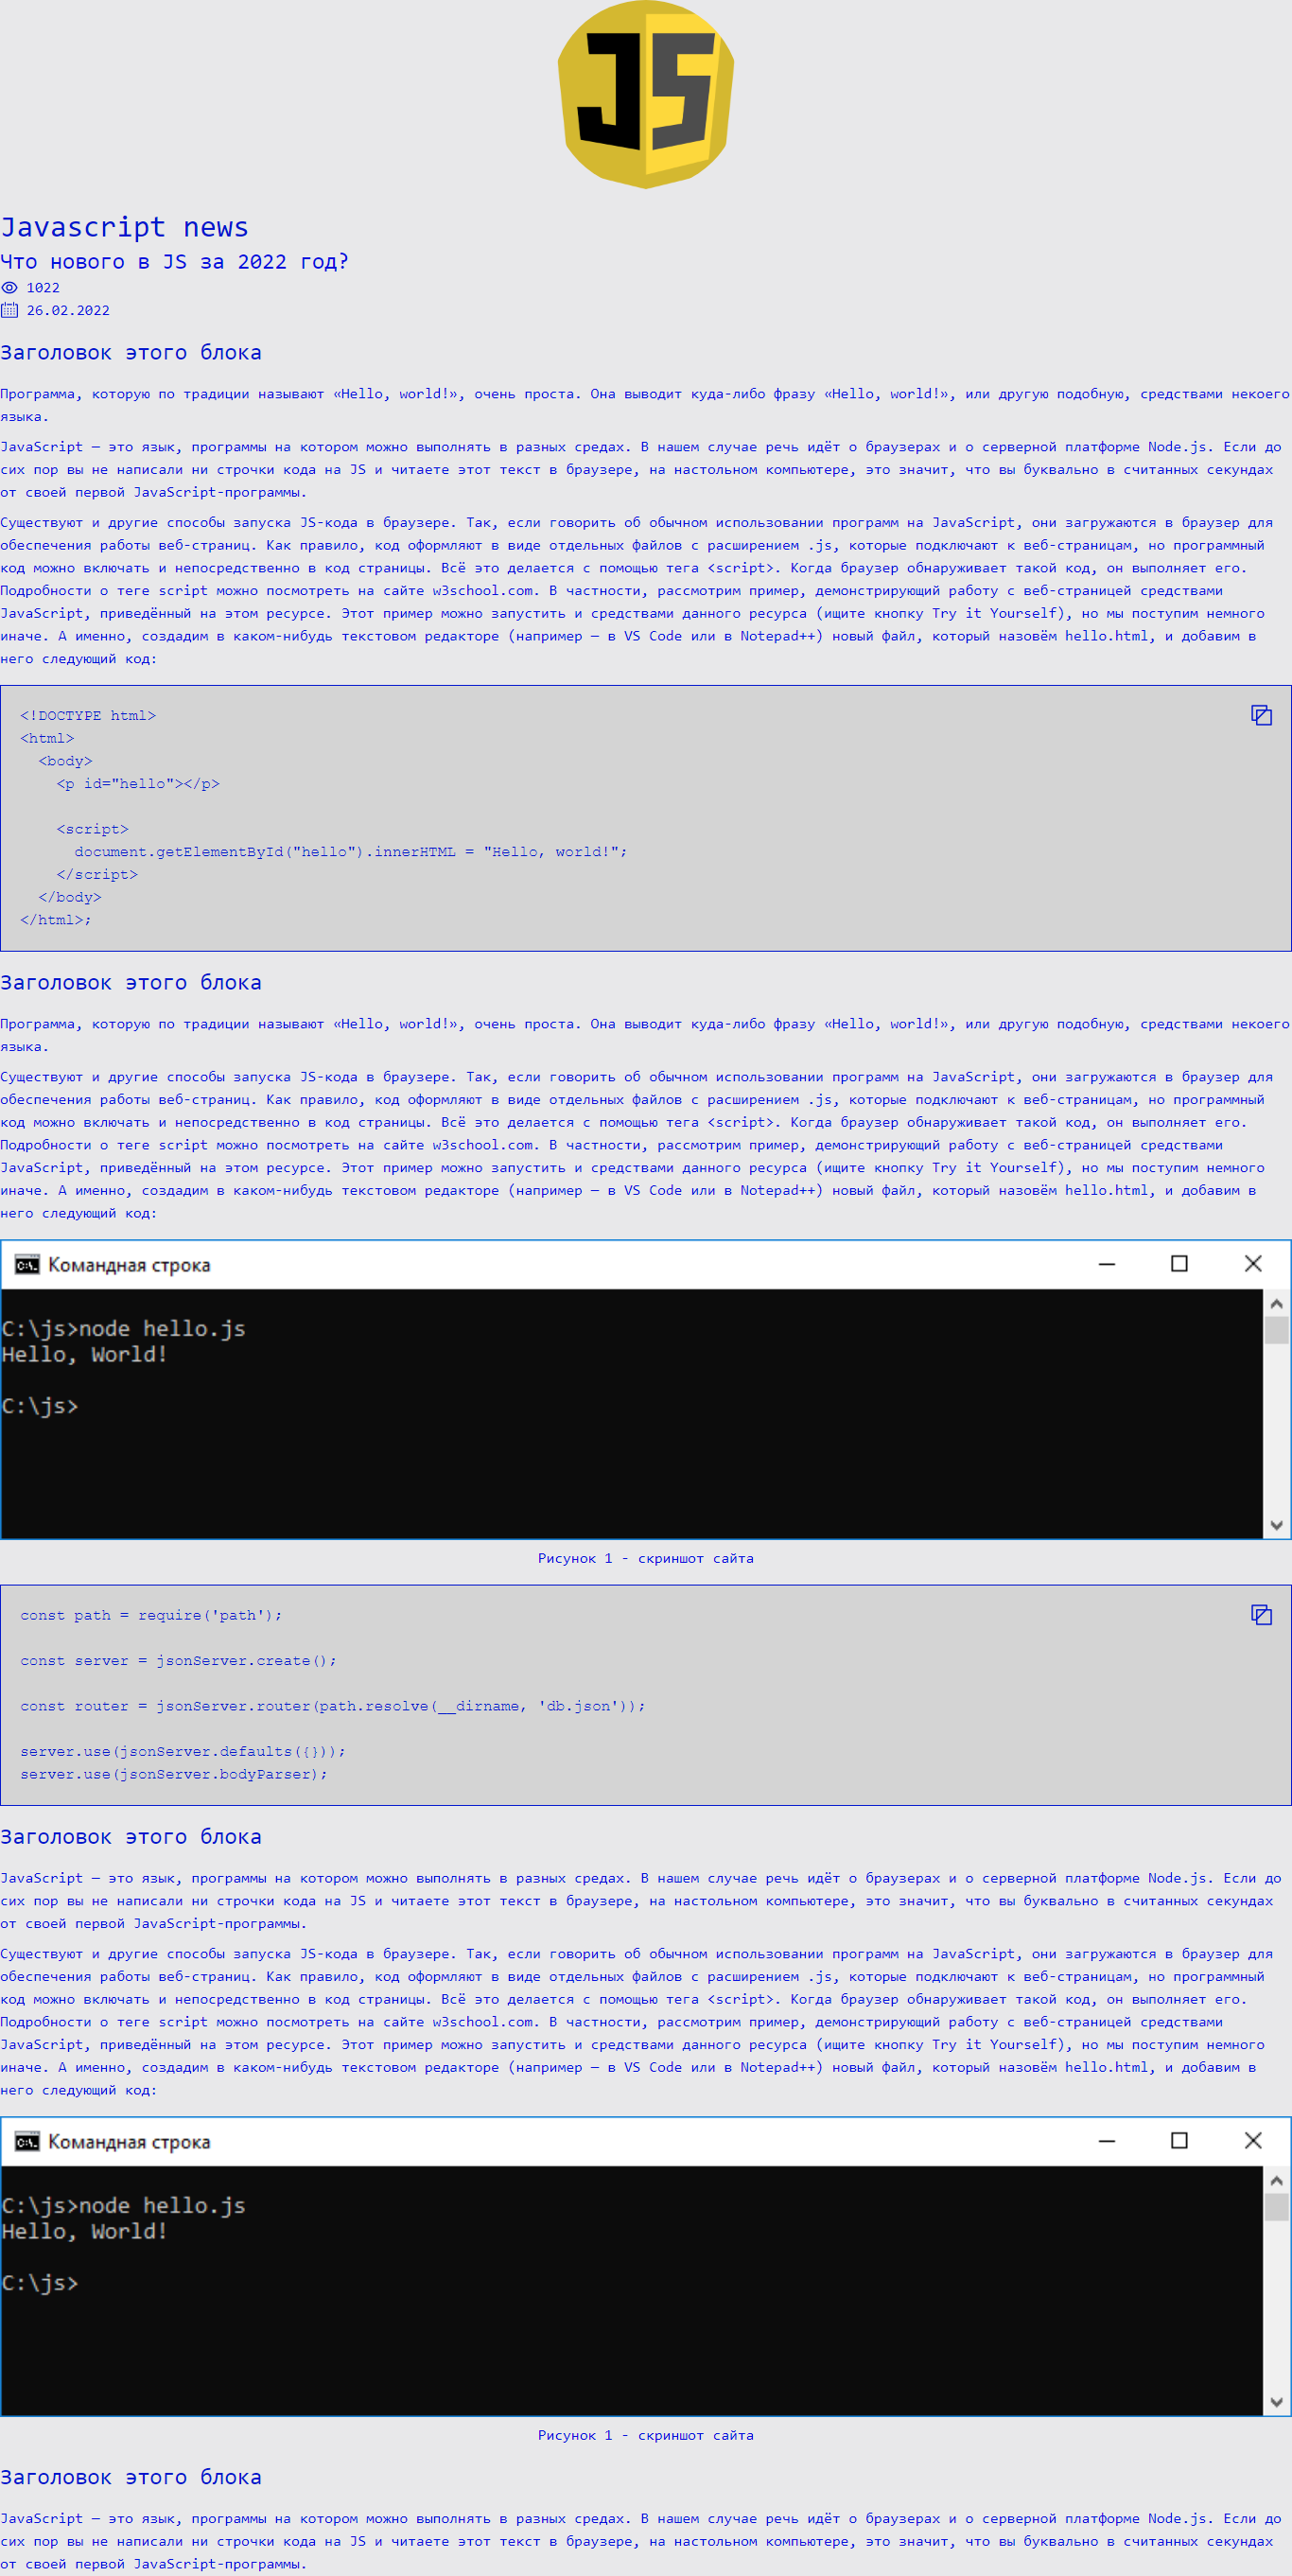 JS
Javascript news
Что нового в JS за 2022 год?
1022
26.02.2022
Заголовок этого блока
Программа, которую по традиции называют «Hello, world!», очень проста. Она выводит куда-либо фразу «Hello, world!», или другую подобную, средствами некоего
языка.
JavaScript — это язык, программы на котором можно выполнять в разных средах. В нашем случае речь идёт о браузерах и о серверной платформе Node.js. Если до
сих пор вы не написали ни строчки кода на JS и читаете этот текст в браузере, на настольном компьютере, это значит, что вы буквально в считанных секундах
от своей первой JavaScript-программы.
Существуют и другие способы запуска JS-кода в браузере. Так, если говорить об обычном использовании программ на JavaScript, они загружаются в браузер для
обеспечения работы веб-страниц. Как правило, код оформляют в виде отдельных файлов с расширением .js, которые подключают к веб-страницам, но программный
код можно включать и непосредственно в код страницы. Всё это делается с помощью тега <script>. Когда браузер обнаруживает такой код, он выполняет его.
Подробности о теге script можно посмотреть на сайте w3school.com. В частности, рассмотрим пример, демонстрирующий работу с веб-страницей средствами
JavaScript, приведённый на этом ресурсе. Этот пример можно запустить и средствами данного ресурса (ищите кнопку Try it Yourself), но мы поступим немного
иначе. А именно, создадим в каком-нибудь текстовом редакторе (например — в VS Code или в Notepad++) новый файл, который назовём hello.html, и добавим в
него следующий код:
<!DOCTYPE html>
<html>
  <body>
    <p id="hello"></p>
    <script>
      document.getElementById("hello").innerHTML = "Hello, world!";
    </script>
  </body>
</html>;
Заголовок этого блока
Программа, которую по традиции называют «Hello, world!», очень проста. Она выводит куда-либо фразу «Hello, world!», или другую подобную, средствами некоего
языка.
Существуют и другие способы запуска JS-кода в браузере. Так, если говорить об обычном использовании программ на JavaScript, они загружаются в браузер для
обеспечения работы веб-страниц. Как правило, код оформляют в виде отдельных файлов с расширением .js, которые подключают к веб-страницам, но программный
код можно включать и непосредственно в код страницы. Всё это делается с помощью тега <script>. Когда браузер обнаруживает такой код, он выполняет его.
Подробности о теге script можно посмотреть на сайте w3school.com. В частности, рассмотрим пример, демонстрирующий работу с веб-страницей средствами
JavaScript, приведённый на этом ресурсе. Этот пример можно запустить и средствами данного ресурса (ищите кнопку Try it Yourself), но мы поступим немного
иначе. А именно, создадим в каком-нибудь текстовом редакторе (например — в VS Code или в Notepad++) новый файл, который назовём hello.html, и добавим в
него следующий код:
Командная строка
C:\js>node hello.js
Hello, World!
C:\js>
Рисунок 1 - скриншот сайта
const path = require('path');
const server = jsonServer.create();
const router = jsonServer.router(path.resolve(__dirname, 'db.json'));
server.use(jsonServer.defaults({}));
server.use(jsonServer.bodyParser);
Заголовок этого блока
JavaScript — это язык, программы на котором можно выполнять в разных средах. В нашем случае речь идёт о браузерах и о серверной платформе Node.js. Если до
сих пор вы не написали ни строчки кода на JS и читаете этот текст в браузере, на настольном компьютере, это значит, что вы буквально в считанных секундах
от своей первой JavaScript-программы.
Существуют и другие способы запуска JS-кода в браузере. Так, если говорить об обычном использовании программ на JavaScript, они загружаются в браузер для
обеспечения работы веб-страниц. Как правило, код оформляют в виде отдельных файлов с расширением .js, которые подключают к веб-страницам, но программный
код можно включать и непосредственно в код страницы. Всё это делается с помощью тега <script>. Когда браузер обнаруживает такой код, он выполняет его.
Подробности о теге script можно посмотреть на сайте w3school.com. В частности, рассмотрим пример, демонстрирующий работу с веб-страницей средствами
JavaScript, приведённый на этом ресурсе. Этот пример можно запустить и средствами данного ресурса (ищите кнопку Try it Yourself), но мы поступим немного
иначе. А именно, создадим в каком-нибудь текстовом редакторе (например — в VS Code или в Notepad++) новый файл, который назовём hello.html, и добавим в
него следующий код:
Командная строка
C:\js>node hello.js
Hello, World!
C:\js>
Рисунок 1 - скриншот сайта
Заголовок этого блока
JavaScript — это язык, программы на котором можно выполнять в разных средах. В нашем случае речь идёт о браузерах и о серверной платформе Node.js. Если до
сих пор вы не написали ни строчки кода на JS и читаете этот текст в браузере, на настольном компьютере, это значит, что вы буквально в считанных секундах
от своей первой JavaScript-программы.